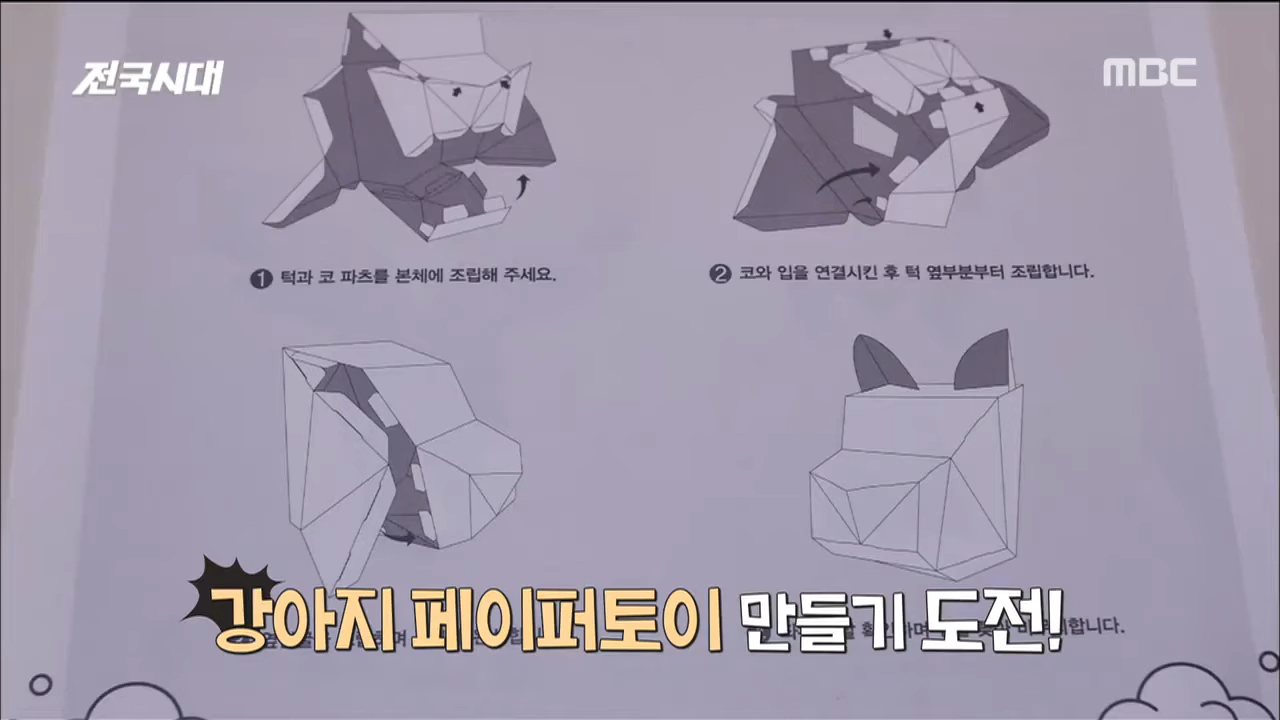 전국시대
MBC
1 턱과 코 파츠를 본체에 조립해 주세요.
2 코와 입을 연결시킨 후 턱 옆부분부터 조립합니다.
강아지 페이퍼토이 만들기 도전!